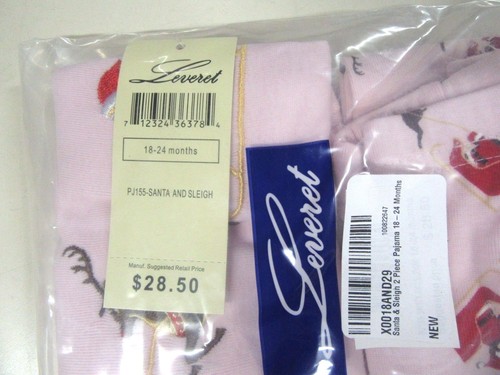 Leveret
7 12324 36378 4
18-24 months
PJ155-SANTA AND SLEIGH
Manuf. Suggested Retail Price
$28.50
Leveret
100822547
X0018AND29
Santa & Sleigh 2 Piece Pajama 18 – 24 Months
NEW